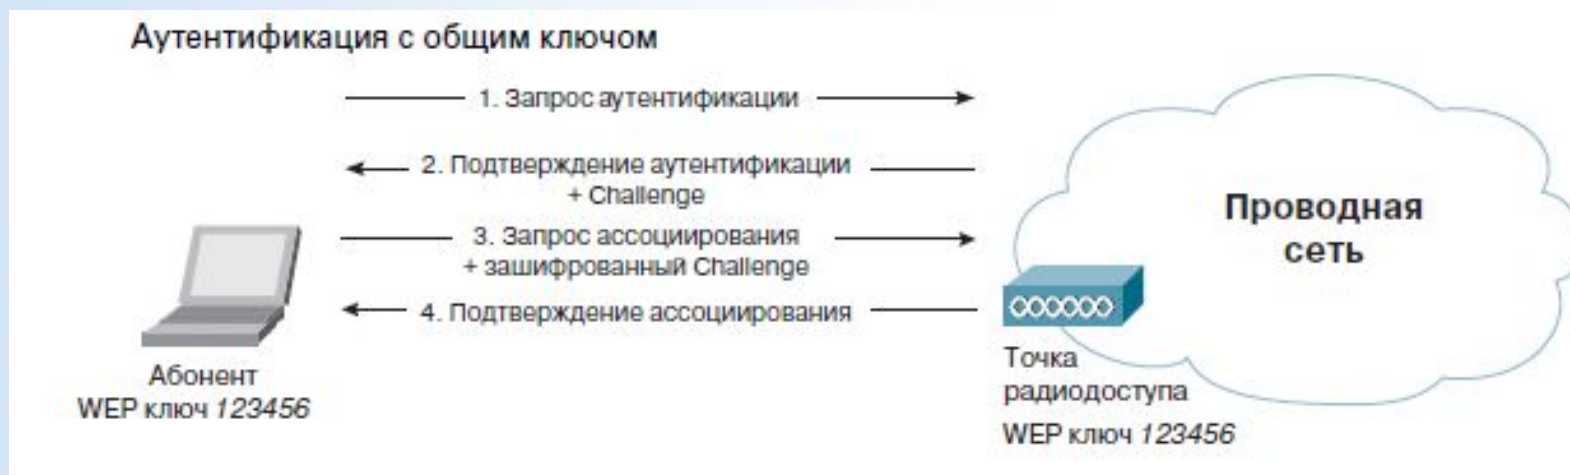 Аутентификация с общим ключом
1. Запрос аутентификации
2. Подтверждение аутентификации
+ Challenge
3. Запрос ассоциирования
+ зашифрованный Challenge
4. Подтверждение ассоциирования
Абонент
WEP ключ 123456
Проводная
сеть
Точка
радиодоступа
WEP ключ 123456